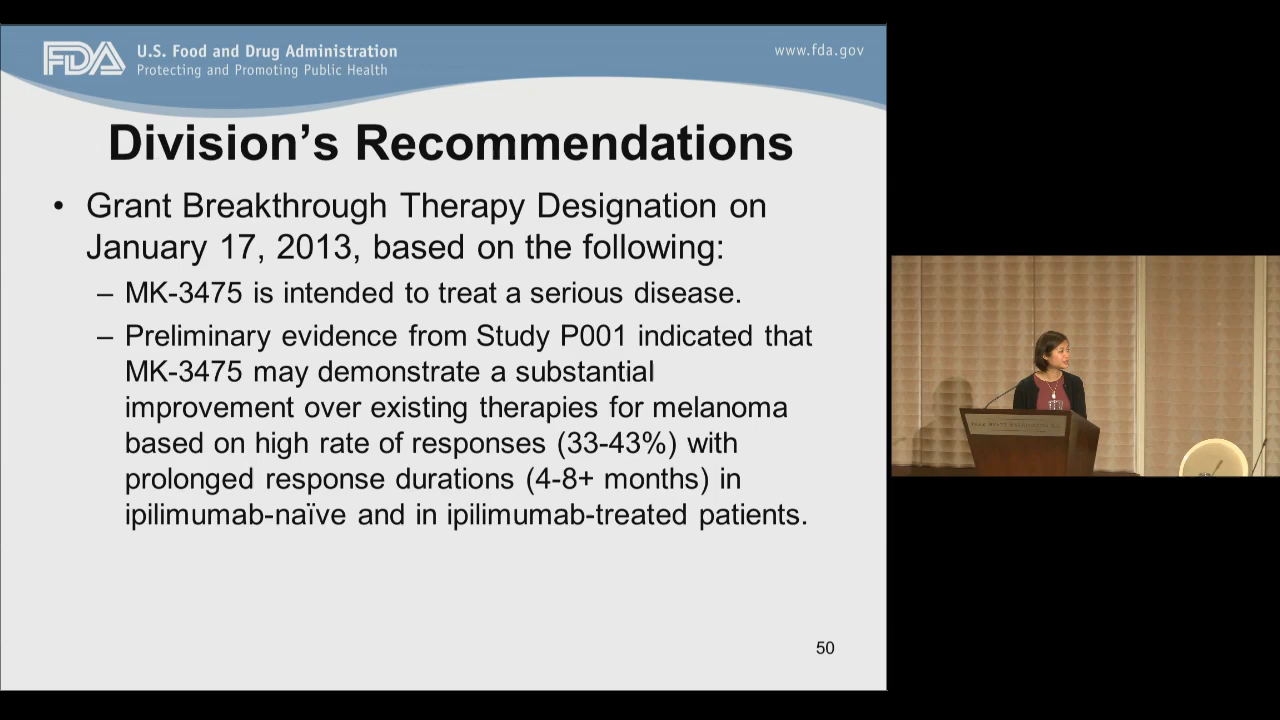 FDA
U.S. Food and Drug Administration
Protecting and Promoting Public Health
www.fda.gov
Division’s Recommendations
• Grant Breakthrough Therapy Designation on
January 17, 2013, based on the following:
– MK-3475 is intended to treat a serious disease.
– Preliminary evidence from Study P001 indicated that
MK-3475 may demonstrate a substantial
improvement over existing therapies for melanoma
based on high rate of responses (33-43%) with
prolonged response durations (4-8+ months) in
ipilimumab-naïve and in ipilimumab-treated patients.
50